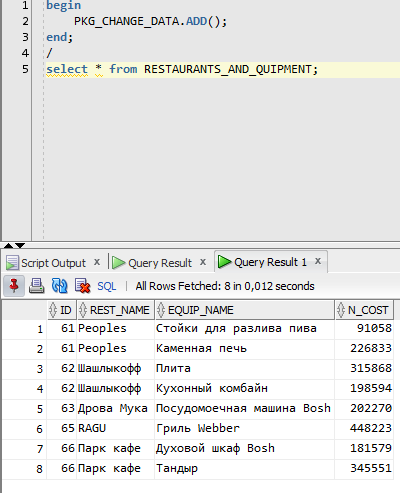 1 begin
2 PKG_CHANGE_DATA.ADD();
3 end;
4 /
5 select * from RESTAURANTS_AND_QUIPMENT;
Script Output x Query Result x Query Result 1 x
SQL | All Rows Fetched: 8 in 0,012 seconds
ID REST_NAME EQUIP_NAME N_COST
1 61 Peoples Стойки для разлива пива 91058
2 61 Peoples Каменная печь 226833
3 62 Шашлыкофф Плита 315868
4 62 Шашлыкофф Кухонный комбайн 198594
5 63 Дрова Мука Посудомоечная машина Bosh 202270
6 65 RAGU Гриль Webber 448223
7 66 Парк кафе Духовой шкаф Bosh 181579
8 66 Парк кафе Тандыр 345551